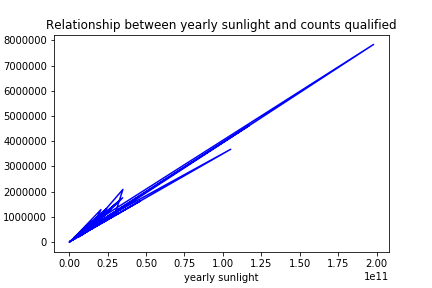 Relationship between yearly sunlight and counts qualified
8000000
7000000
6000000
5000000
4000000
3000000
2000000
1000000
0
0.00 0.25 0.50 0.75 1.00 1.25 1.50 1.75 2.00
1e11
yearly sunlight